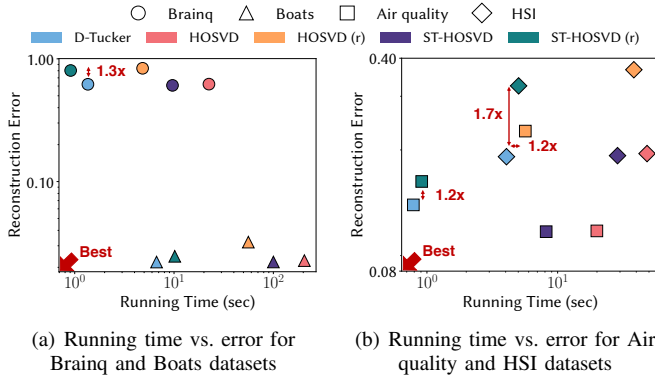 Brainq Boats Air quality HSI
D-Tucker HOSVD HOSVD (r) ST-HOSVD ST-HOSVD (r)
1.00
0.10
Reconstruction Error
1.3x
Best
10⁰ 10¹ 10²
Running Time (sec)
(a) Running time vs. error for
Brainq and Boats datasets
0.40
0.08
Reconstruction Error
1.7x
1.2x
1.2x
Best
10⁰ 10¹
Running Time (sec)
(b) Running time vs. error for Air
quality and HSI datasets